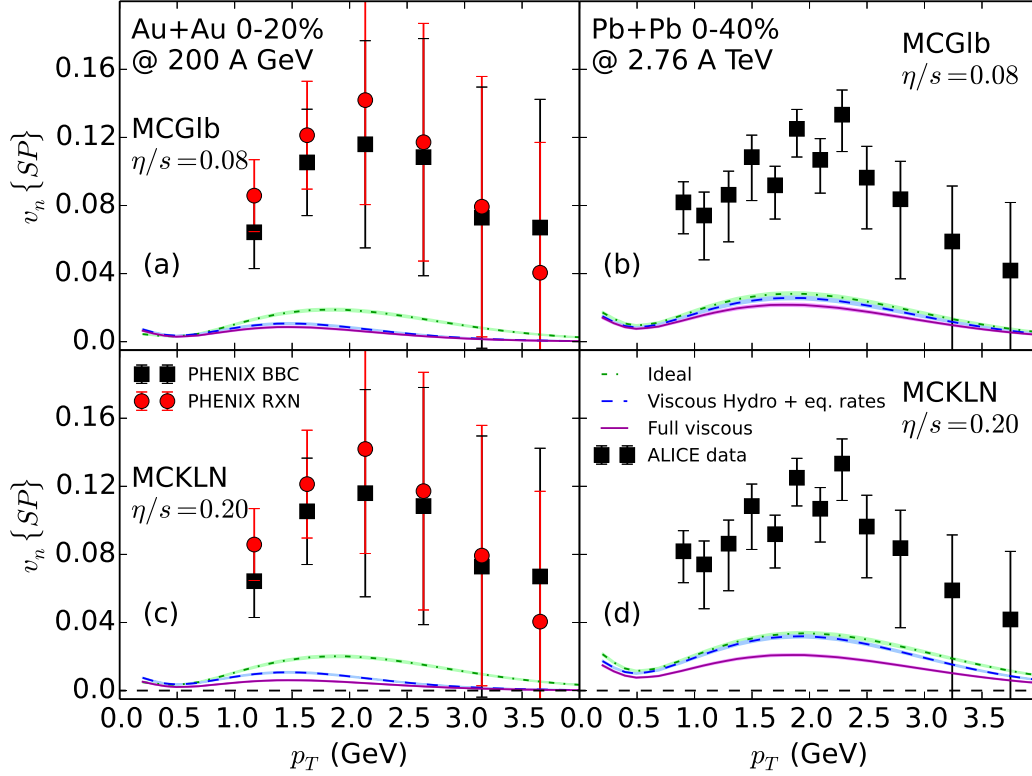 Au+Au 0-20%
@ 200 A GeV
MCGlb
η/s=0.08
(a)
Pb+Pb 0-40%
@ 2.76 A TeV
MCGlb
η/s=0.08
(b)
0.16
0.12
0.08
0.04
0.0
v_n{SP}
PHENIX BBC
PHENIX RXN
MCKLN
η/s=0.20
(c)
Ideal
Viscous Hydro + eq. rates
Full viscous
ALICE data
MCKLN
η/s=0.20
(d)
0.16
0.12
0.08
0.04
0.0
v_n{SP}
0.0 0.5 1.0 1.5 2.0 2.5 3.0 3.5 0.0 0.5 1.0 1.5 2.0 2.5 3.0 3.5
p_T (GeV) p_T (GeV)